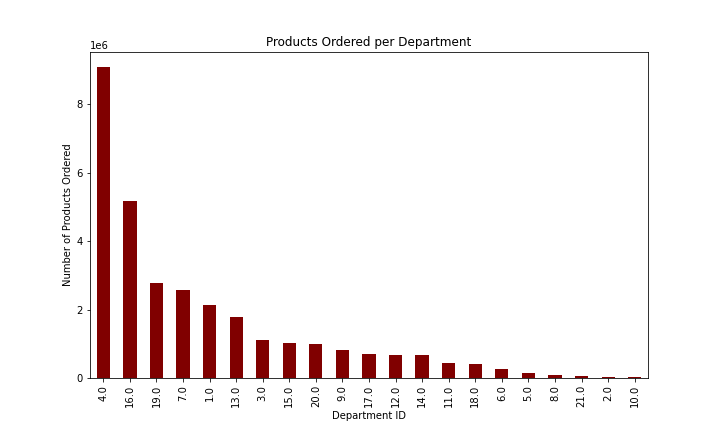 Products Ordered per Department
1e6
8
6
4
2
0
Number of Products Ordered
4.0 16.0 19.0 7.0 1.0 13.0 3.0 15.0 20.0 9.0 17.0 12.0 14.0 11.0 18.0 6.0 5.0 8.0 21.0 2.0 10.0
Department ID